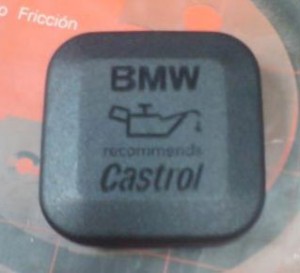 o Fricción
BMW
recommends
Castrol